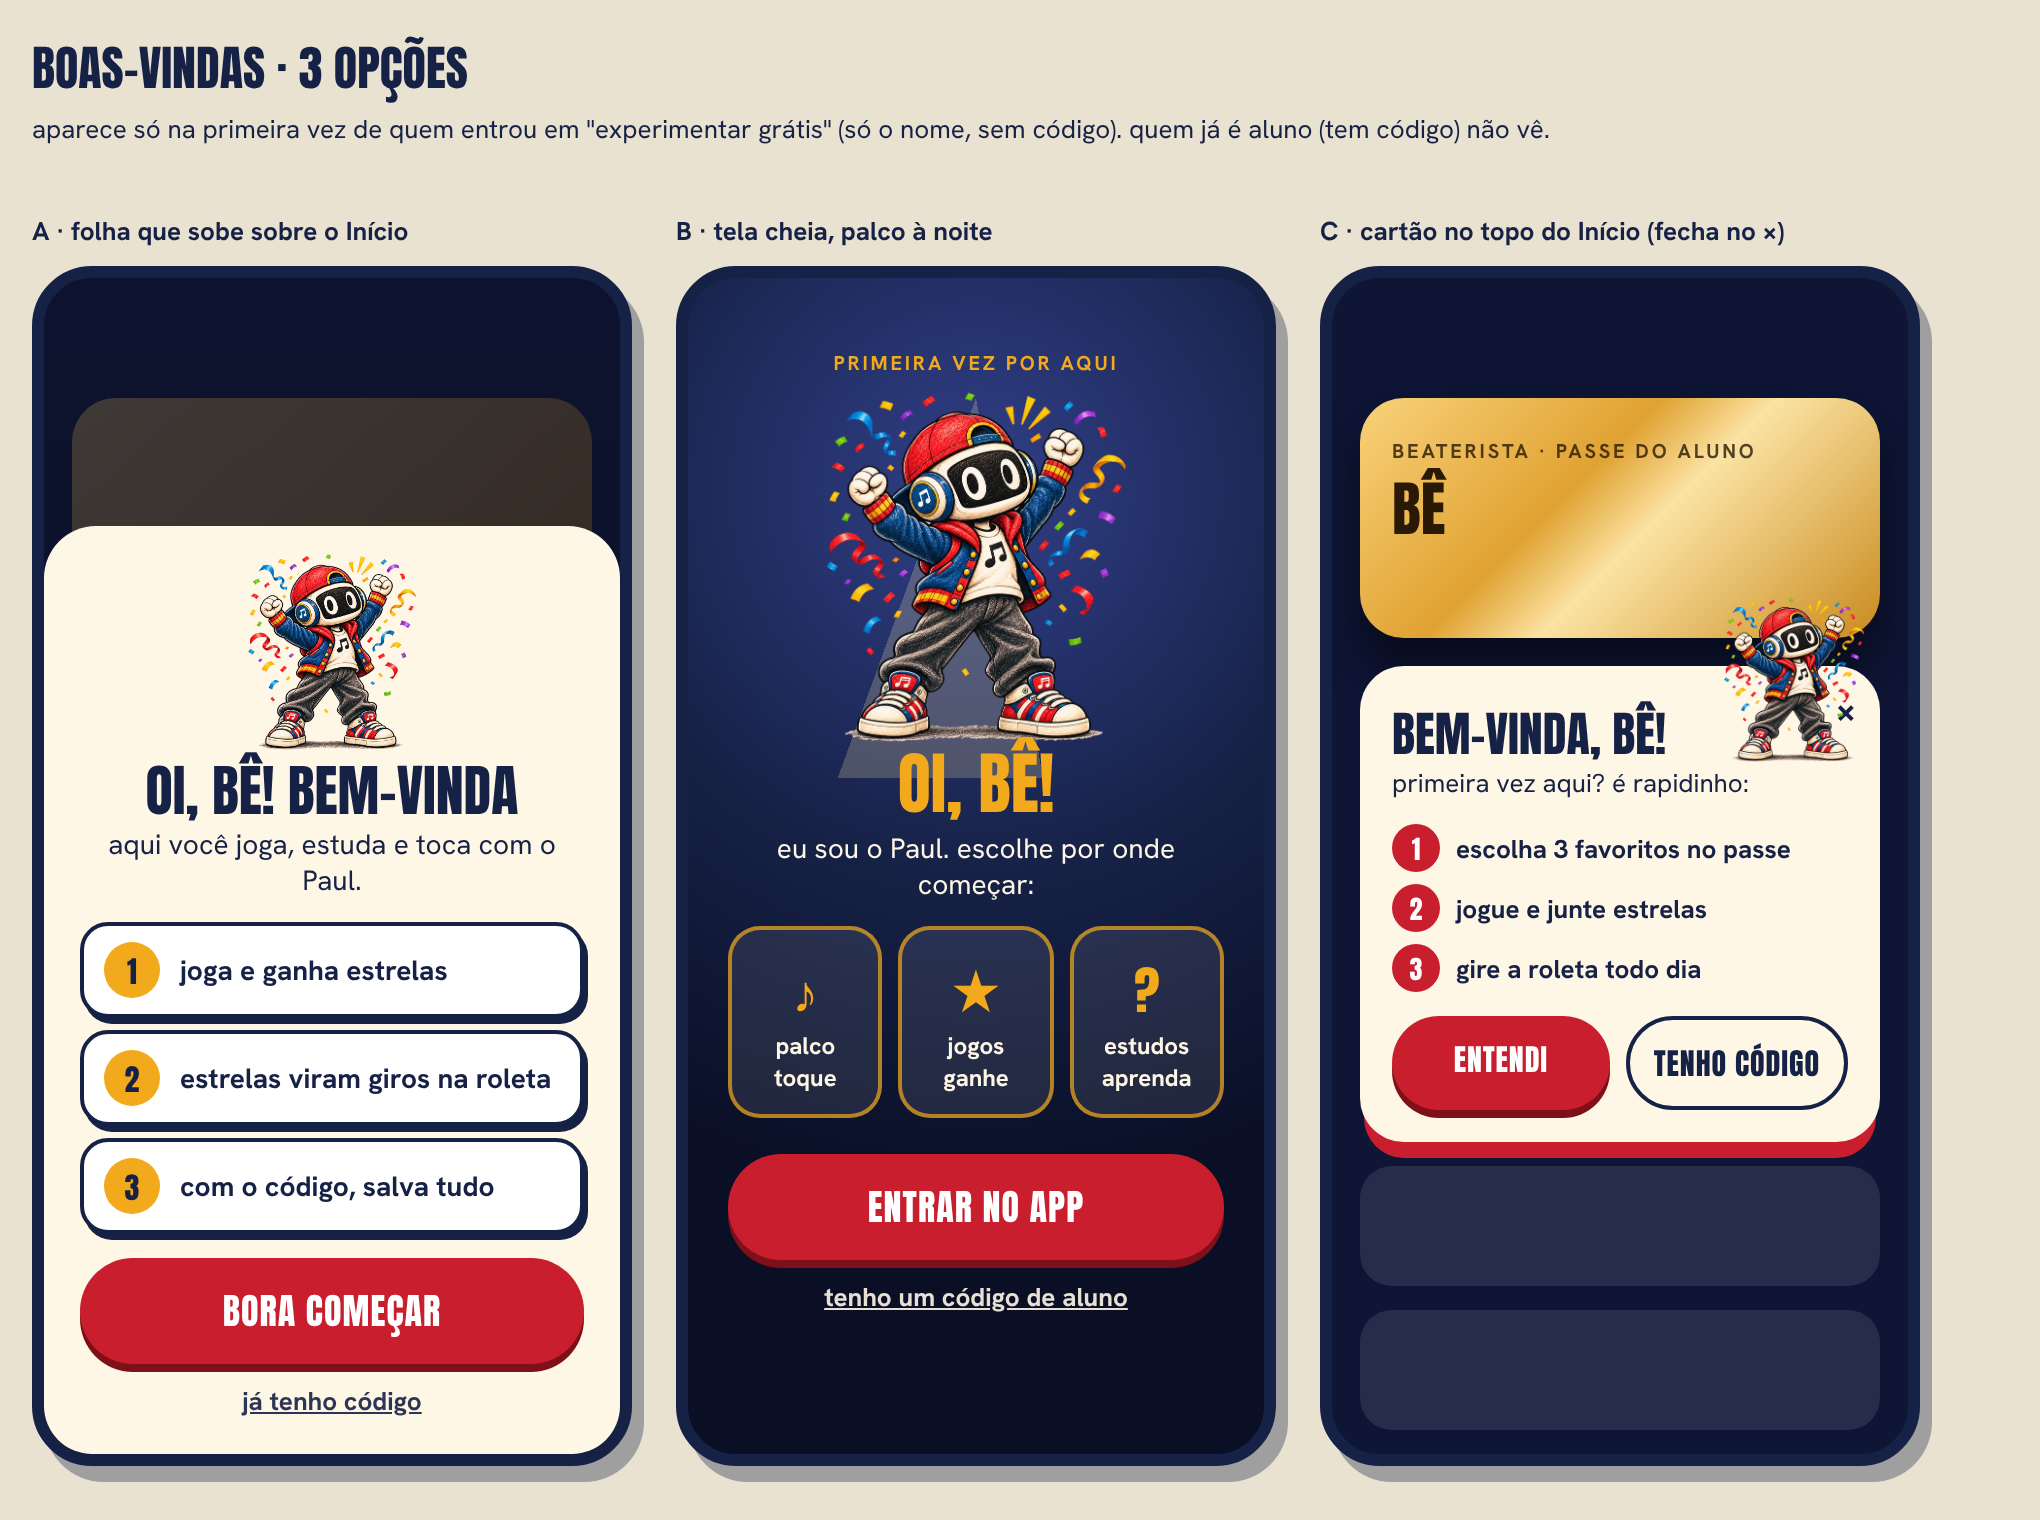 BOAS-VINDAS · 3 OPÇÕES
aparece só na primeira vez de quem entrou em "experimentar grátis" (só o nome, sem código). quem já é aluno (tem código) não vê.
A · folha que sobe sobre o Início
OI, BÊ! BEM-VINDA
aqui você joga, estuda e toca com o
Paul.
1 joga e ganha estrelas
2 estrelas viram giros na roleta
3 com o código, salva tudo
BORA COMEÇAR
já tenho código
B · tela cheia, palco à noite
PRIMEIRA VEZ POR AQUI
OI, BÊ!
eu sou o Paul. escolhe por onde
começar:
♪
palco
toque
★
jogos
ganhe
?
estudos
aprenda
ENTRAR NO APP
tenho um código de aluno
C · cartão no topo do Início (fecha no ×)
BEATERISTA · PASSE DO ALUNO
BÊ
×
BEM-VINDA, BÊ!
primeira vez aqui? é rapidinho:
1 escolha 3 favoritos no passe
2 jogue e junte estrelas
3 gire a roleta todo dia
ENTENDI
TENHO CÓDIGO